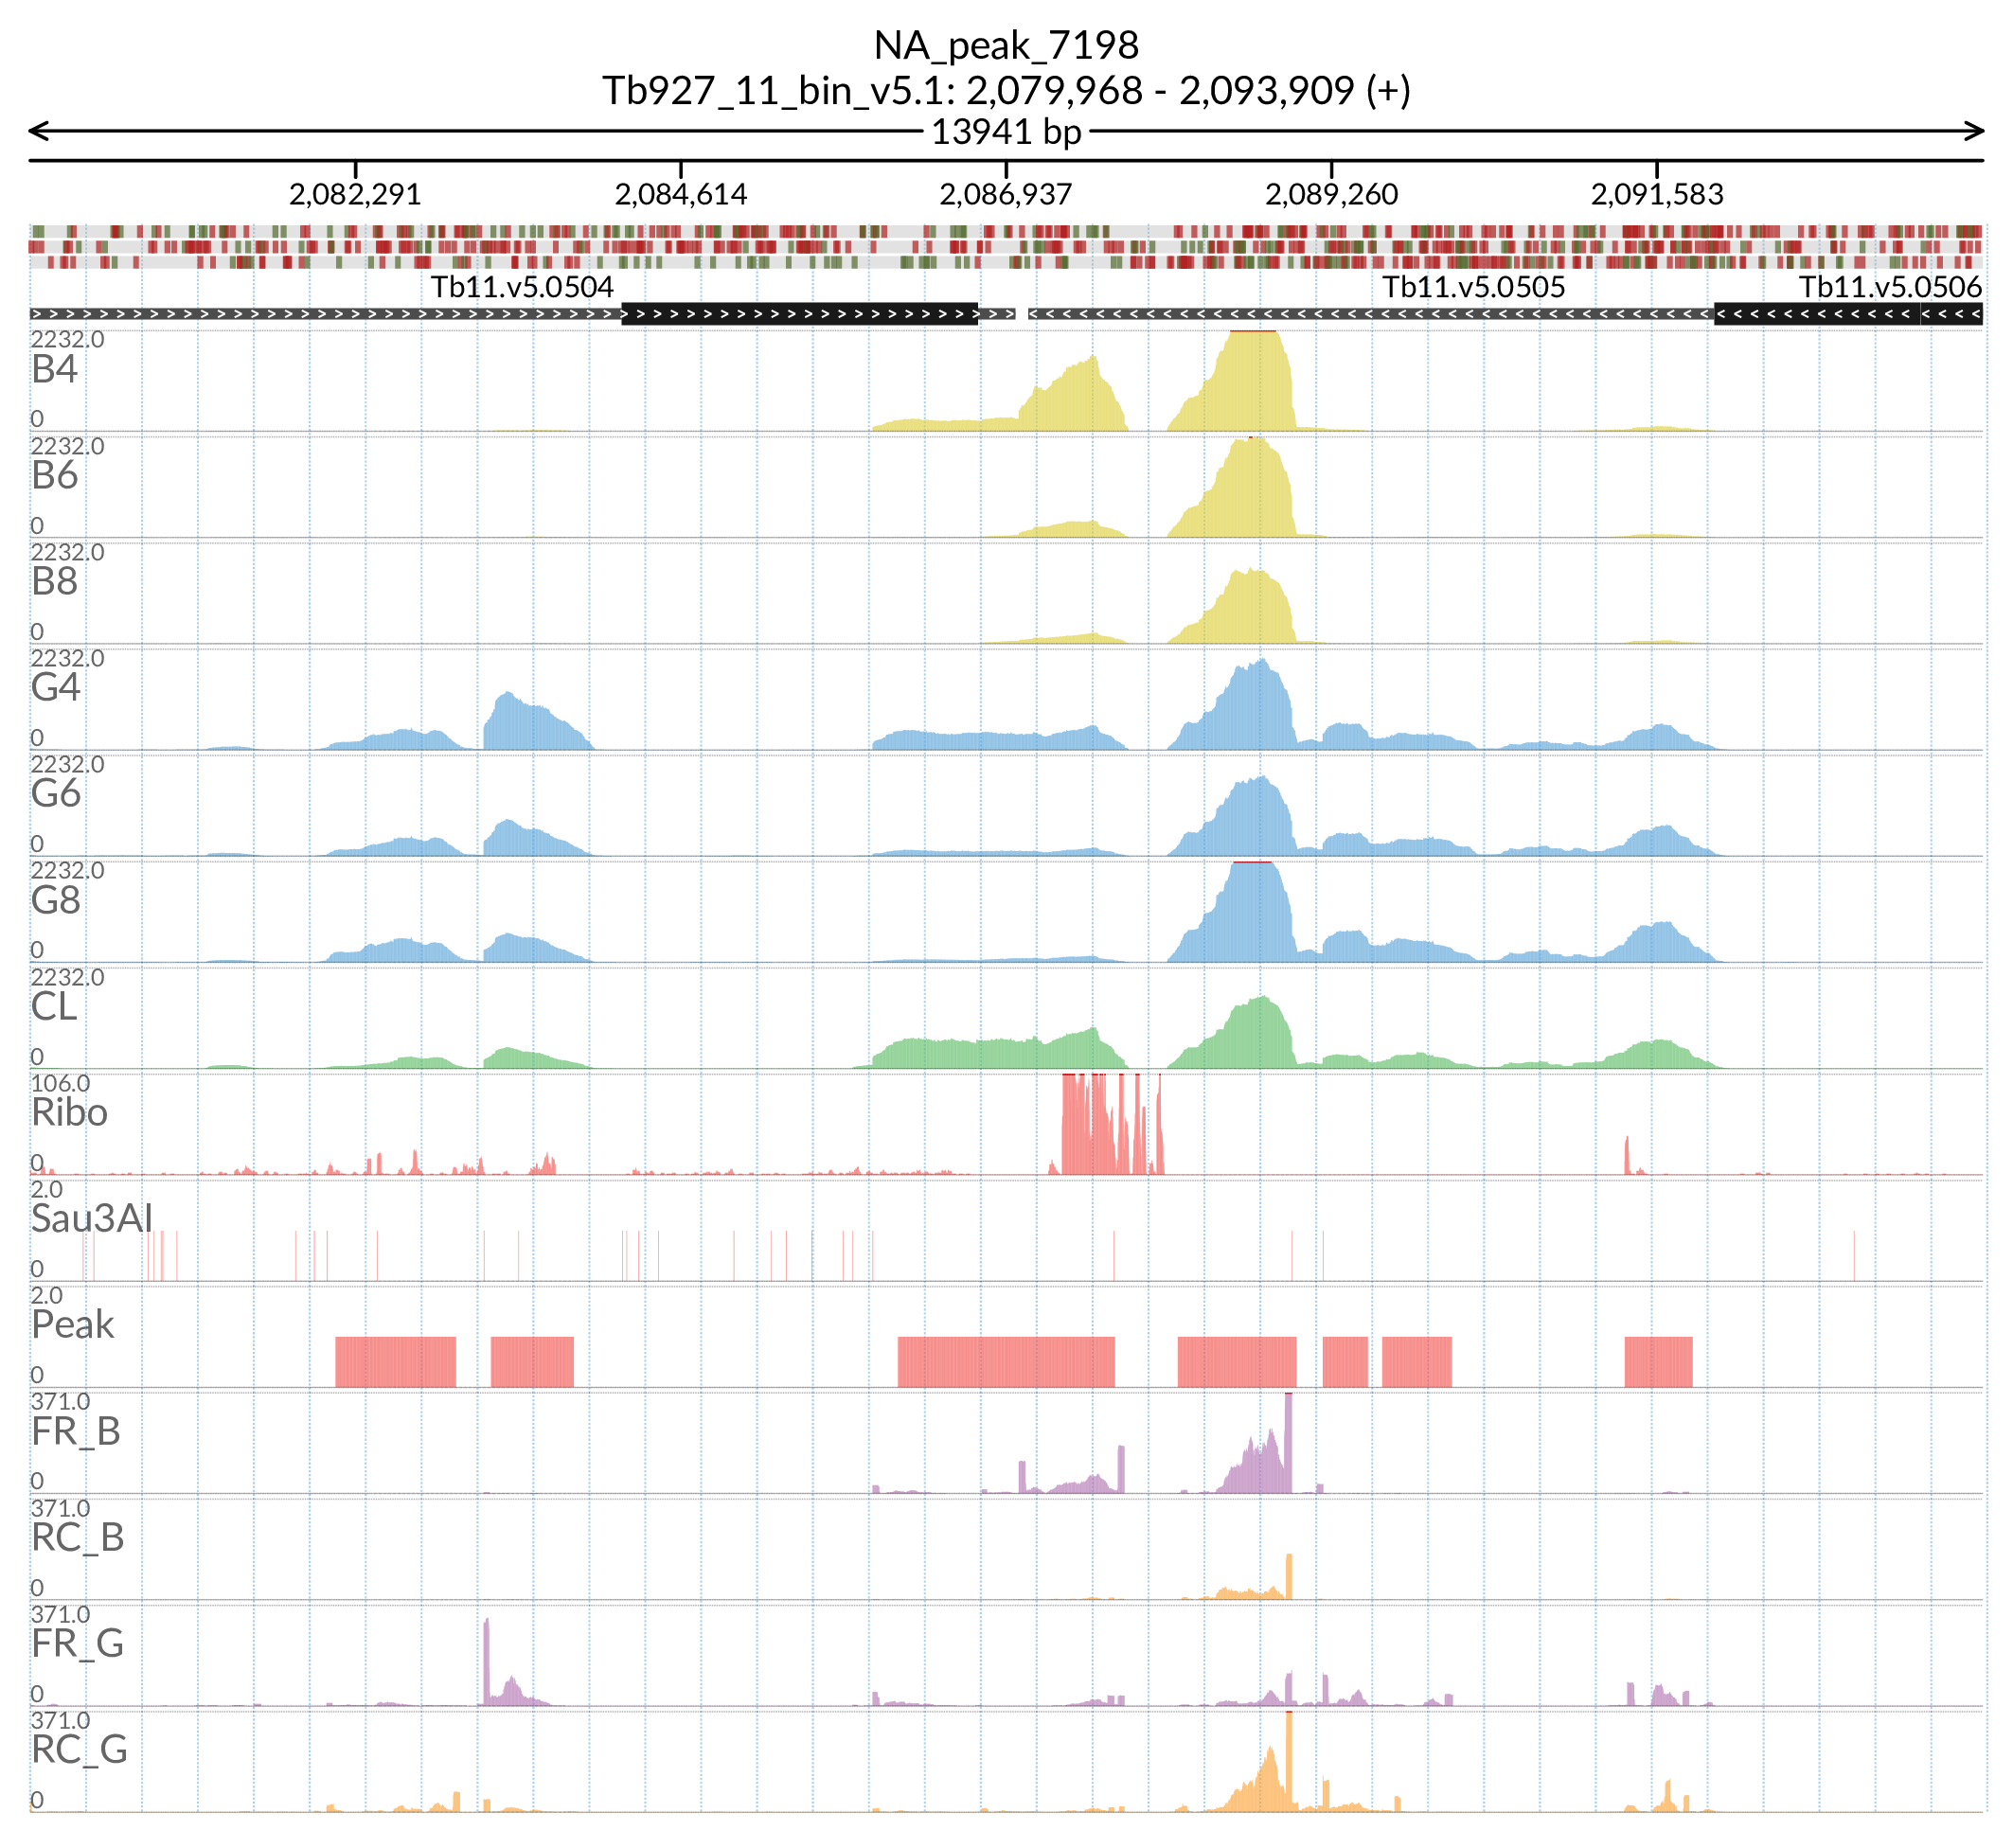 NA_peak_7198
Tb927_11_bin_v5.1: 2,079,968 - 2,093,909 (+)
13941 bp
2,082,291 2,084,614 2,086,937 2,089,260 2,091,583
Tb11.v5.0504 Tb11.v5.0505 Tb11.v5.0506
2232.0
B4
0
2232.0
B6
0
2232.0
B8
0
2232.0
G4
0
2232.0
G6
0
2232.0
G8
0
2232.0
CL
0
106.0
Ribo
0
2.0
Sau3AI
0
2.0
Peak
0
371.0
FR_B
0
371.0
RC_B
0
371.0
FR_G
0
371.0
RC_G
0